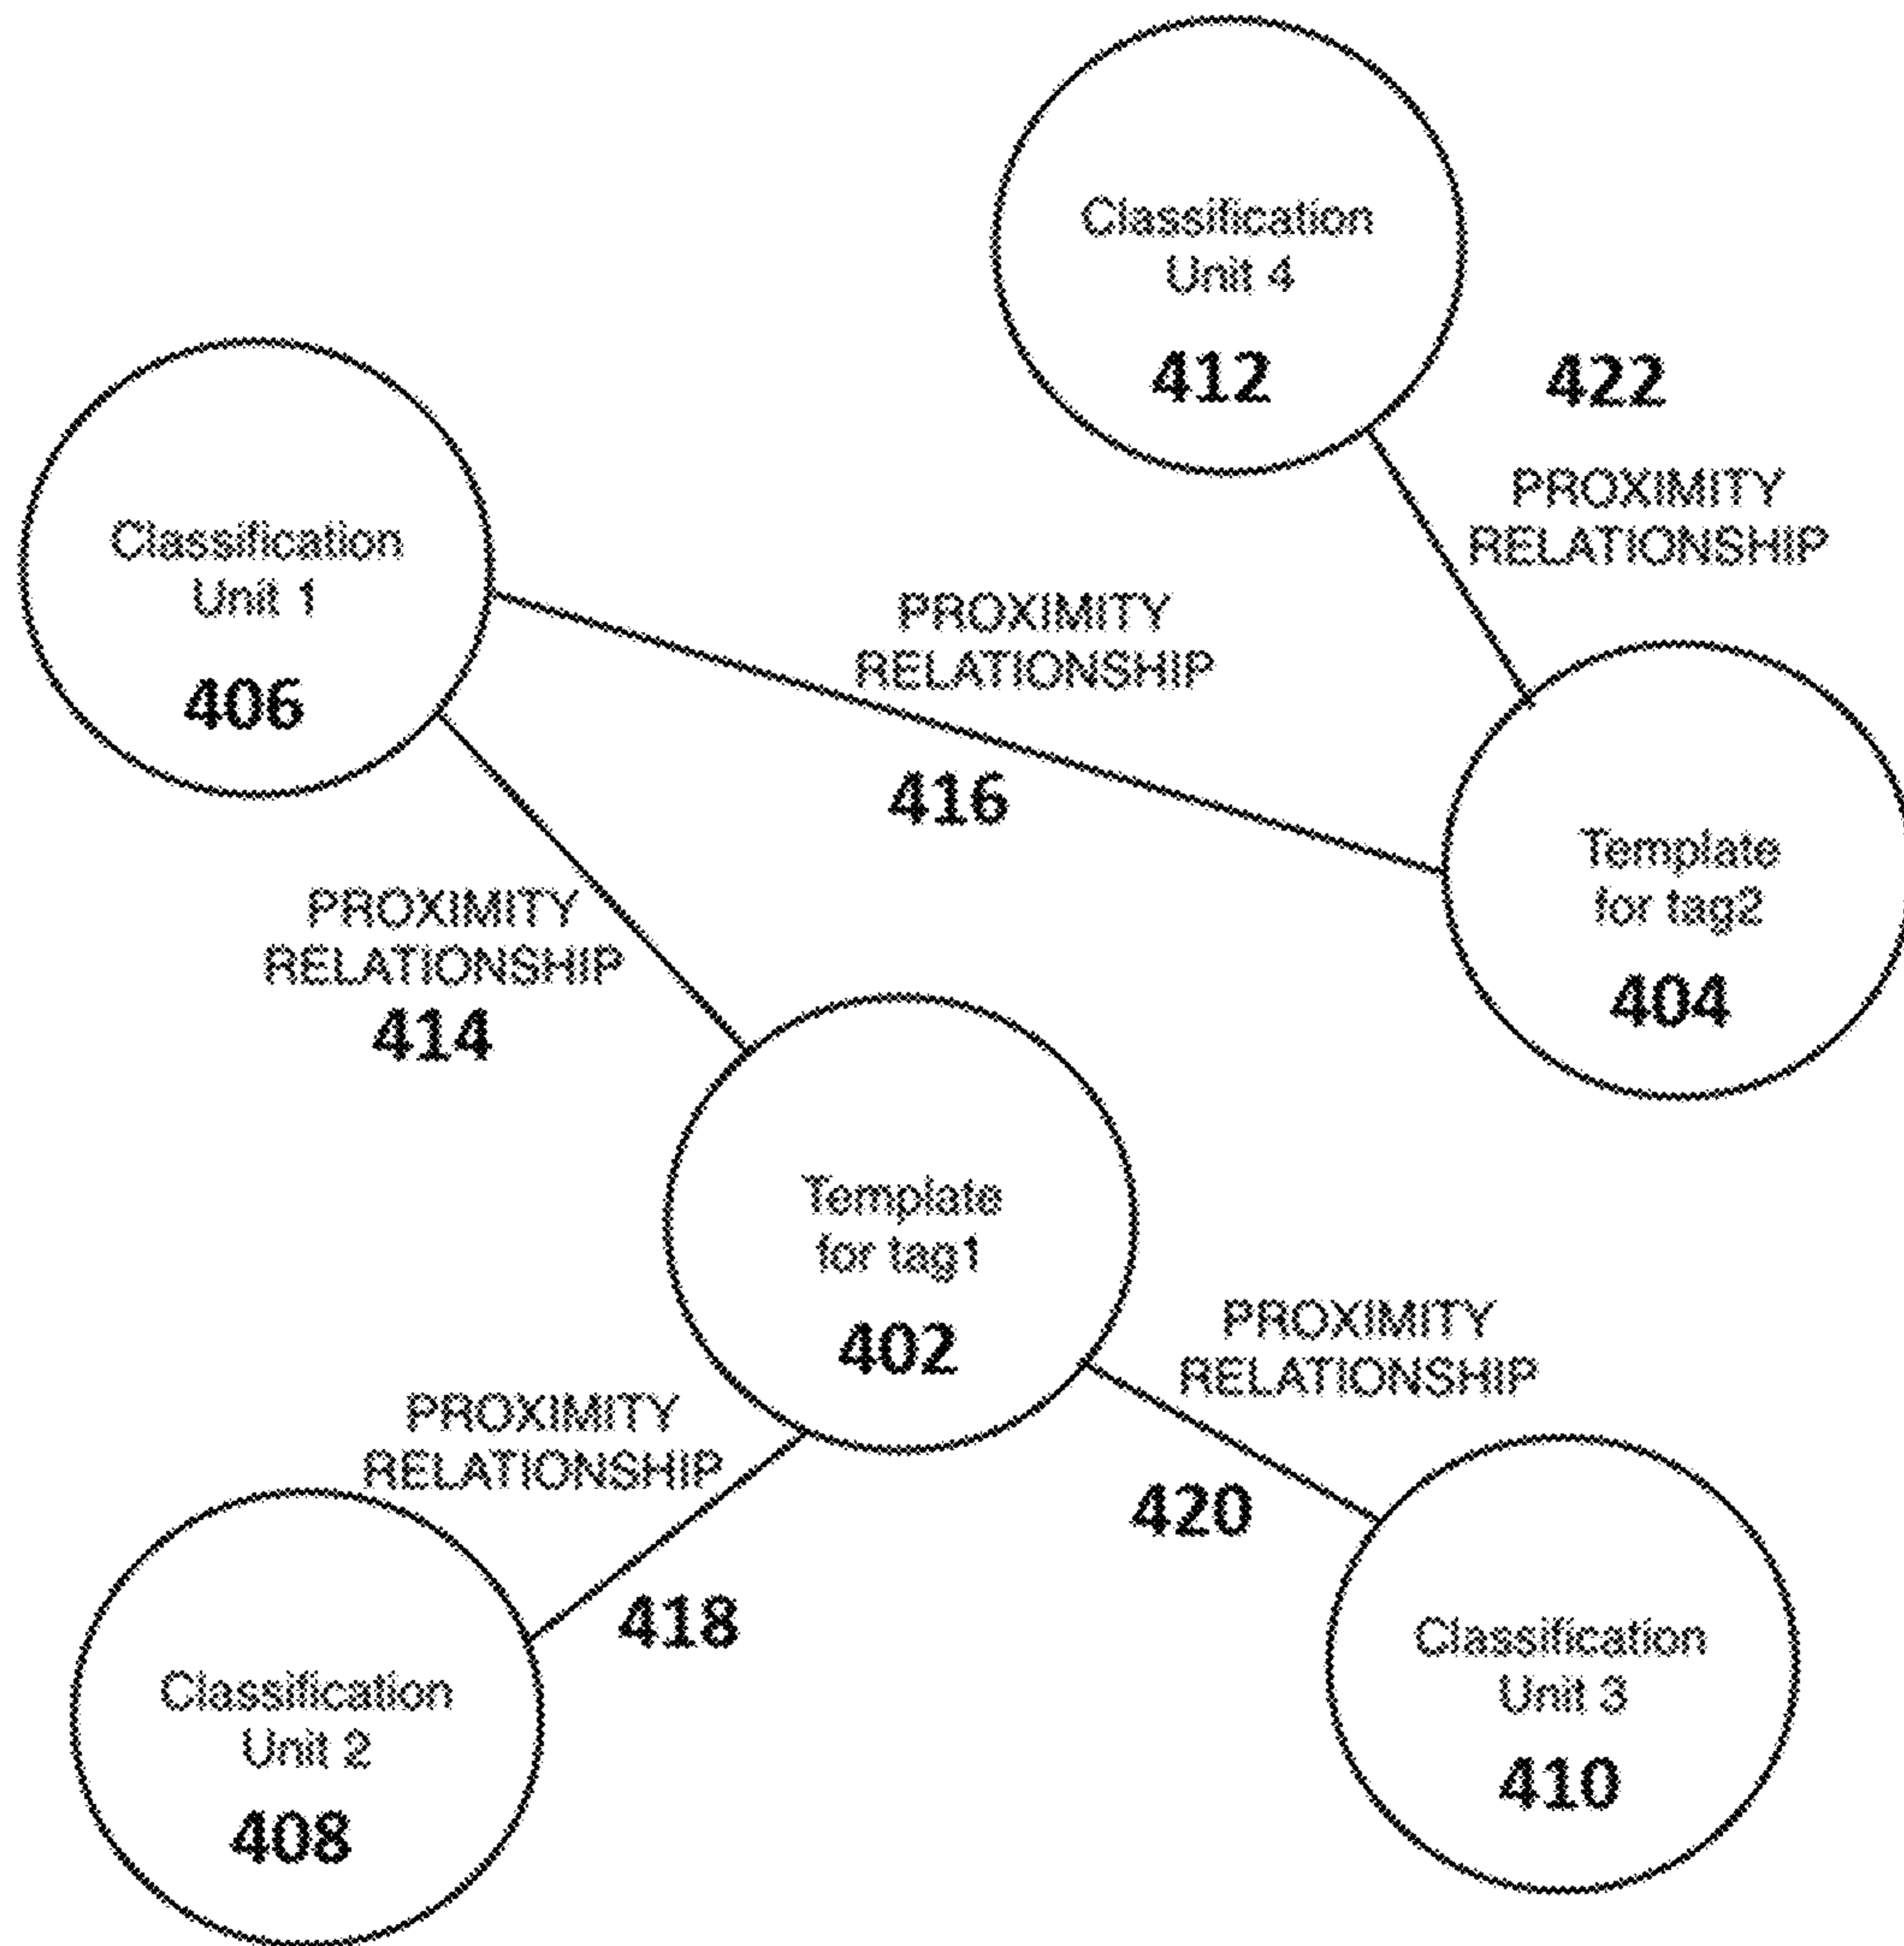 Classification
Unit 4
412
422
PROXIMITY
RELATIONSHIP
Classification
Unit 1
406
PROXIMITY
RELATIONSHIP
416
Template
for tag2
404
PROXIMITY
RELATIONSHIP
414
Template
for tag1
402
PROXIMITY
RELATIONSHIP
420
PROXIMITY
RELATIONSHIP
418
Classification
Unit 2
408
Classification
Unit 3
410